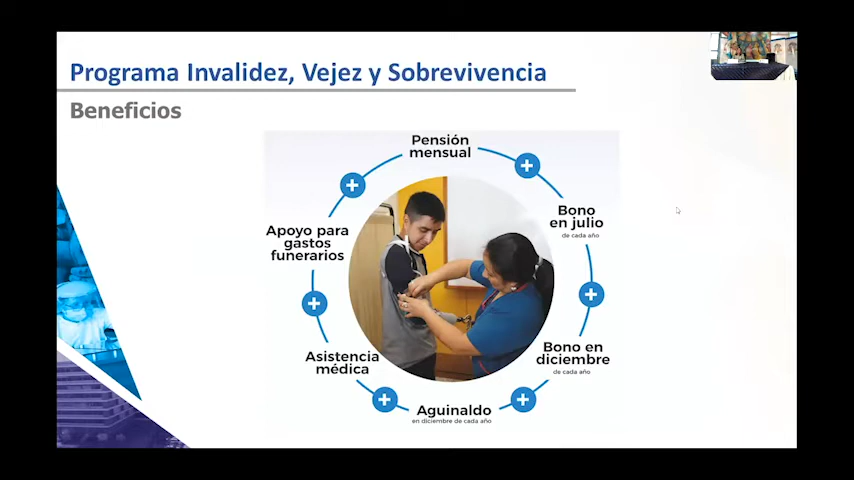 Programa Invalidez, Vejez y Sobrevivencia
Beneficios
Pensión
mensual
Bono
en julio
de cada año
Bono en
diciembre
de cada año
Aguinaldo
en diciembre de cada año
Asistencia
médica
Apoyo para
gastos
funerarios